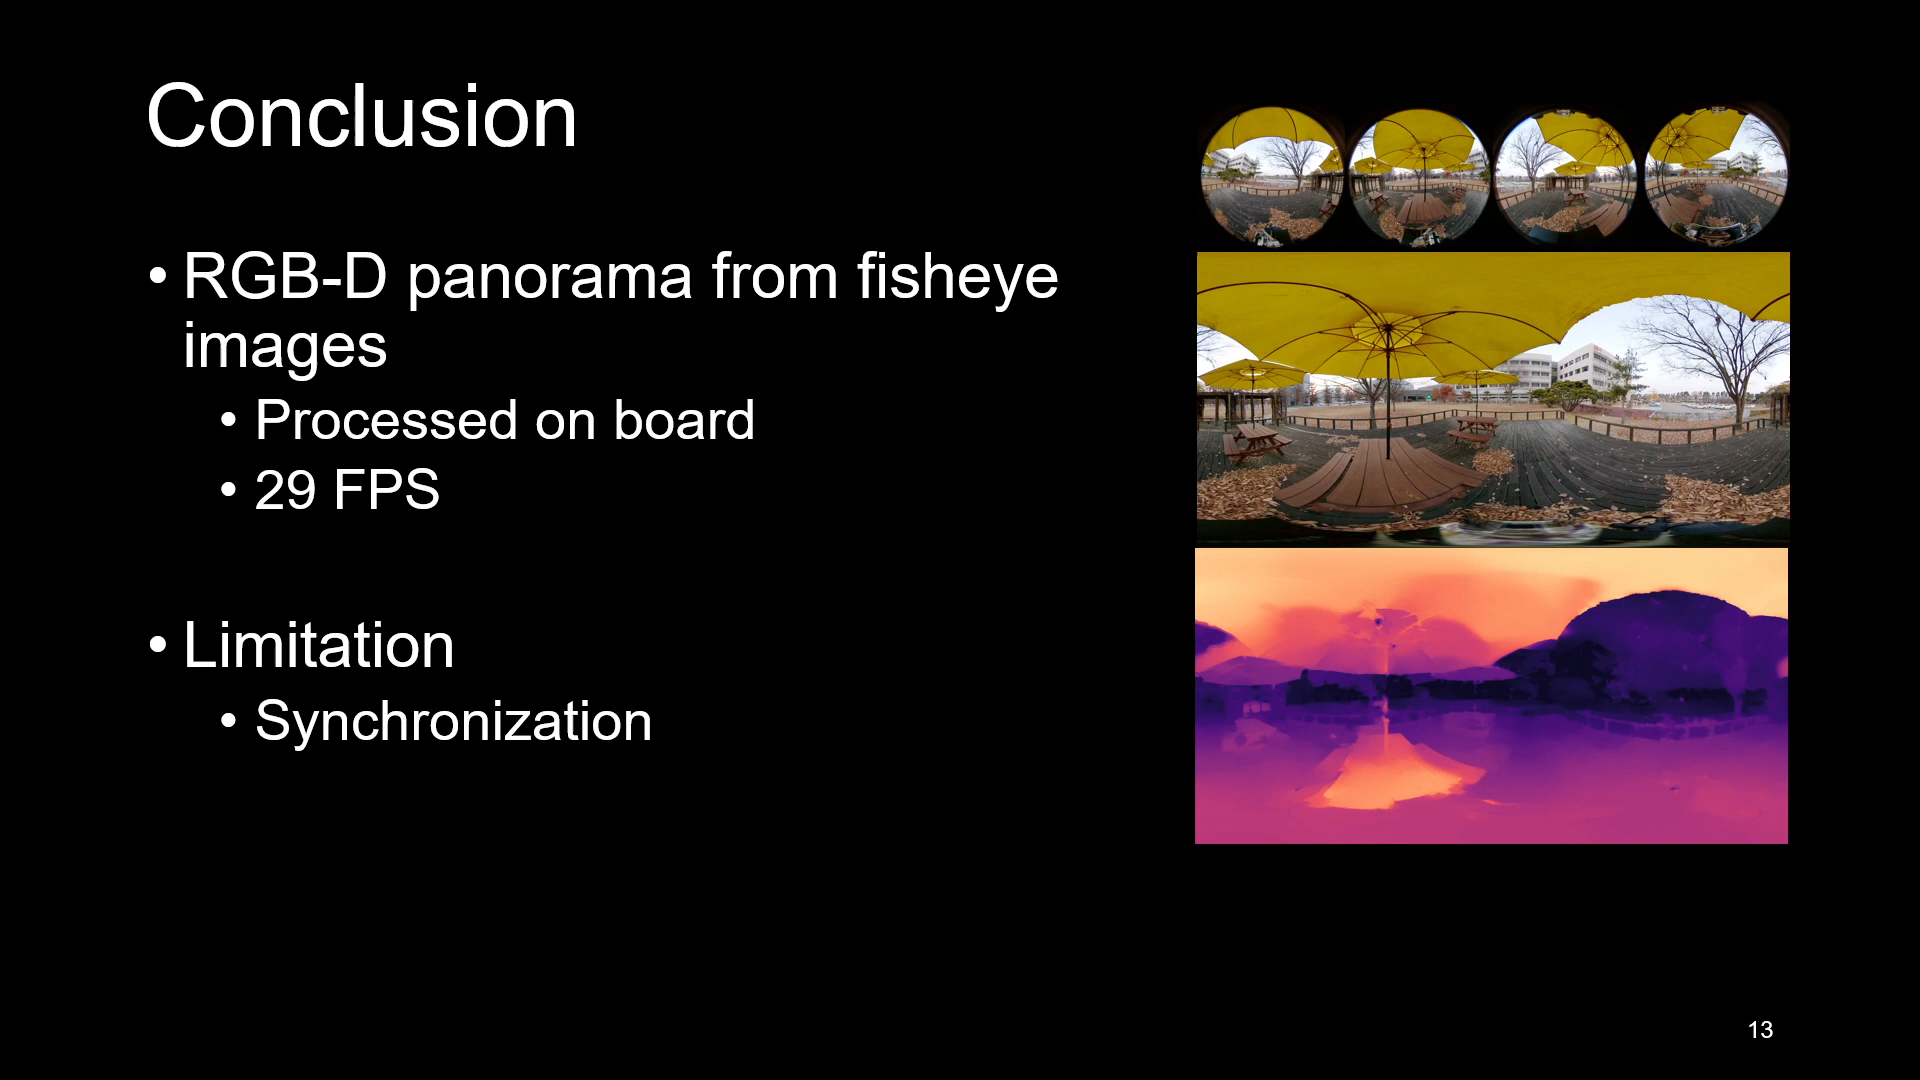 Conclusion
• RGB-D panorama from fisheye
images
• Processed on board
• 29 FPS
• Limitation
• Synchronization
13